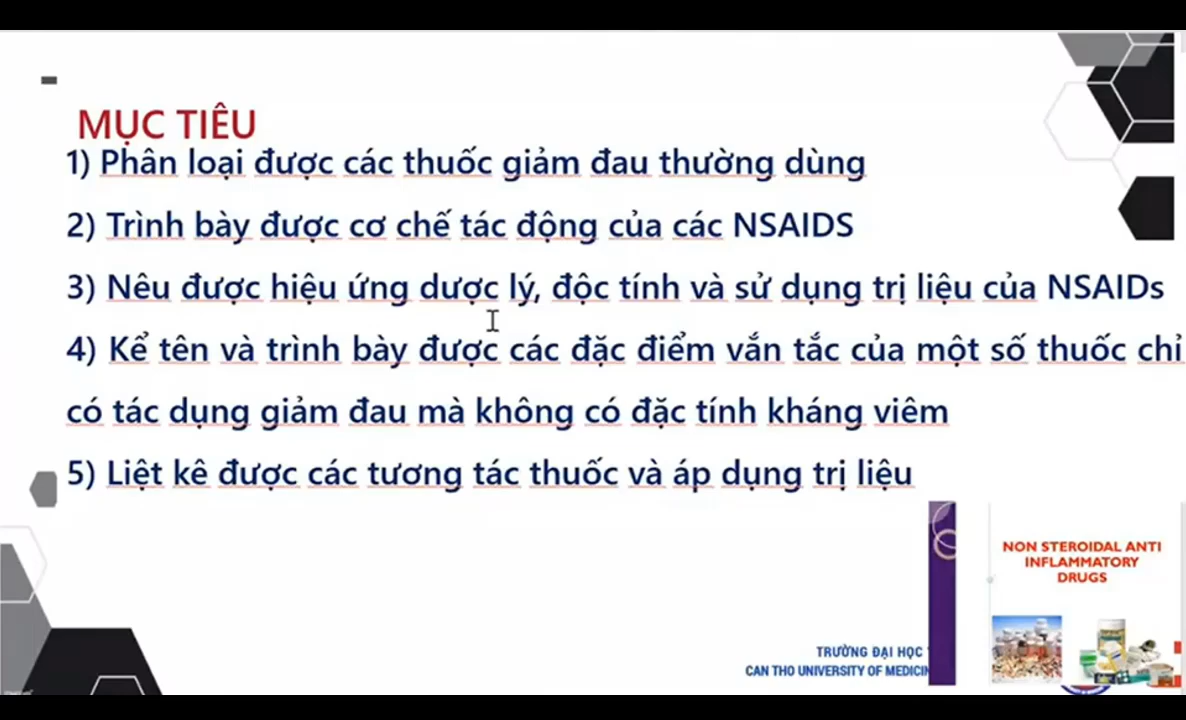 MỤC TIÊU
1) Phân loại được các thuốc giảm đau thường dùng
2) Trình bày được cơ chế tác động của các NSAIDS
3) Nêu được hiệu ứng dược lý, độc tính và sử dụng trị liệu của NSAIDs
4) Kể tên và trình bày được các đặc điểm vắn tắc của một số thuốc chỉ
có tác dụng giảm đau mà không có đặc tính kháng viêm
5) Liệt kê được các tương tác thuốc và áp dụng trị liệu
NON STEROIDAL ANTI
INFLAMMATORY
DRUGS
TRƯỜNG ĐẠI HỌC
CAN THO UNIVERSITY OF MEDICIN